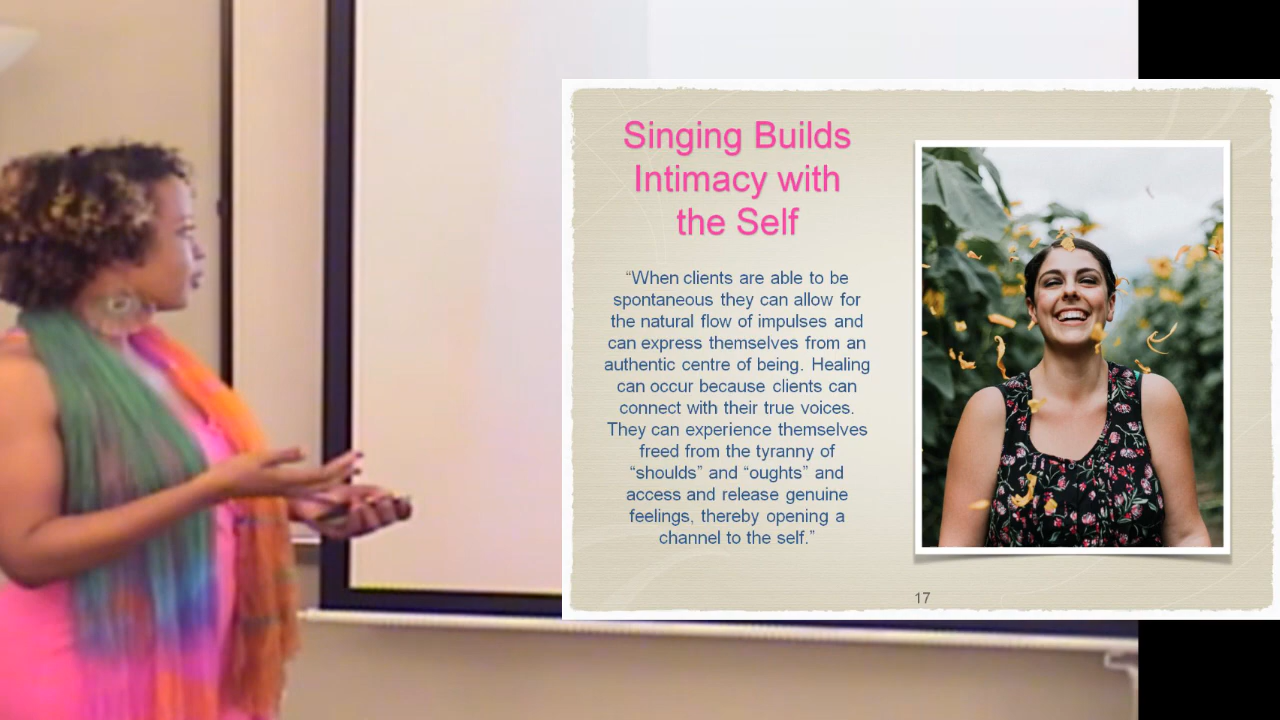 Singing Builds
Intimacy with
the Self
“When clients are able to be
spontaneous they can allow for
the natural flow of impulses and
can express themselves from an
authentic centre of being. Healing
can occur because clients can
connect with their true voices.
They can experience themselves
freed from the tyranny of
“shoulds” and “oughts” and
access and release genuine
feelings, thereby opening a
channel to the self.”
17